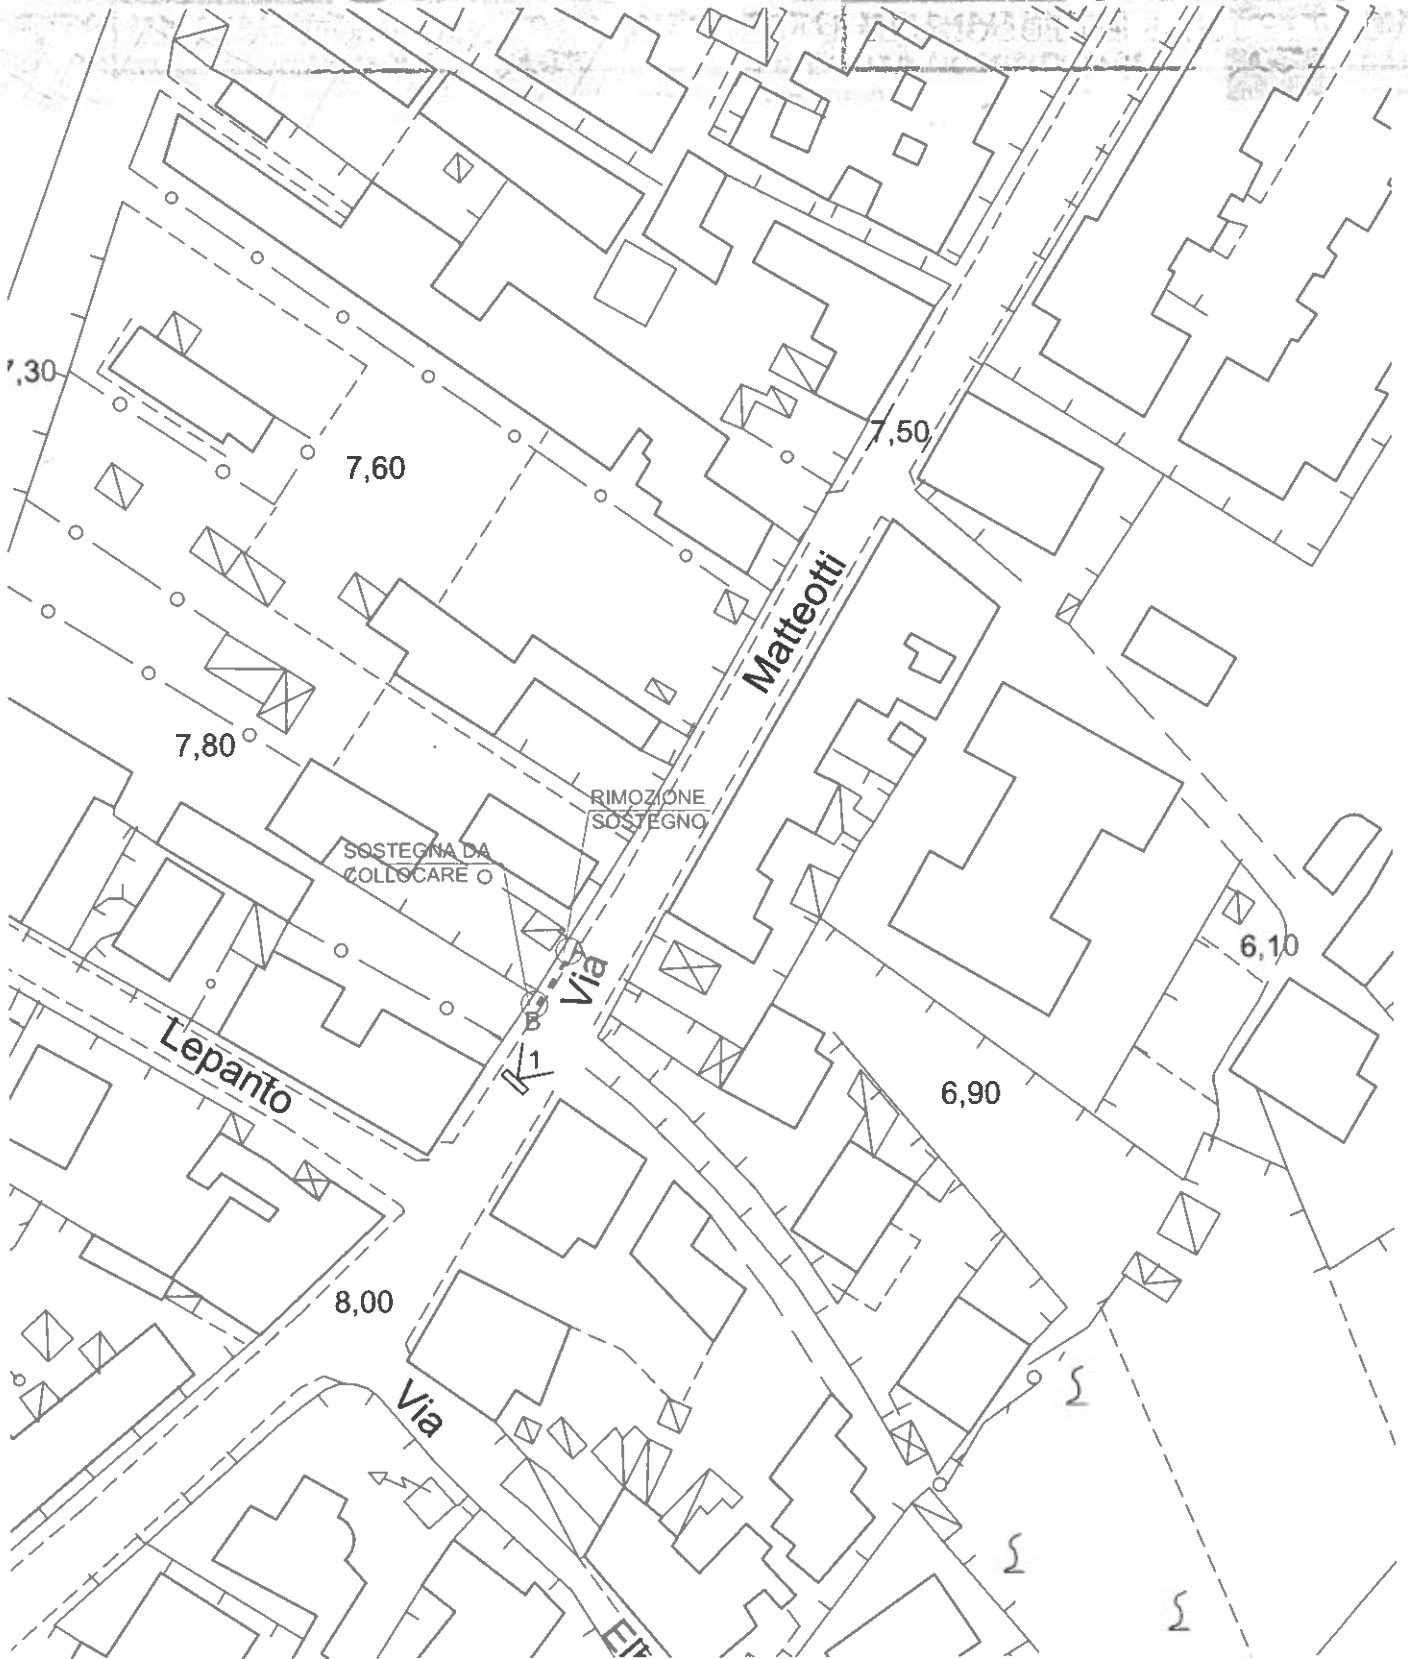 7,30
7,60
7,50
Matteotti
7,80
RIMOZIONE
SOSTEGNO
SOSTEGNA DA
COLLOCARE
Via
B
1
Lepanto
6,10
6,90
8,00
Via